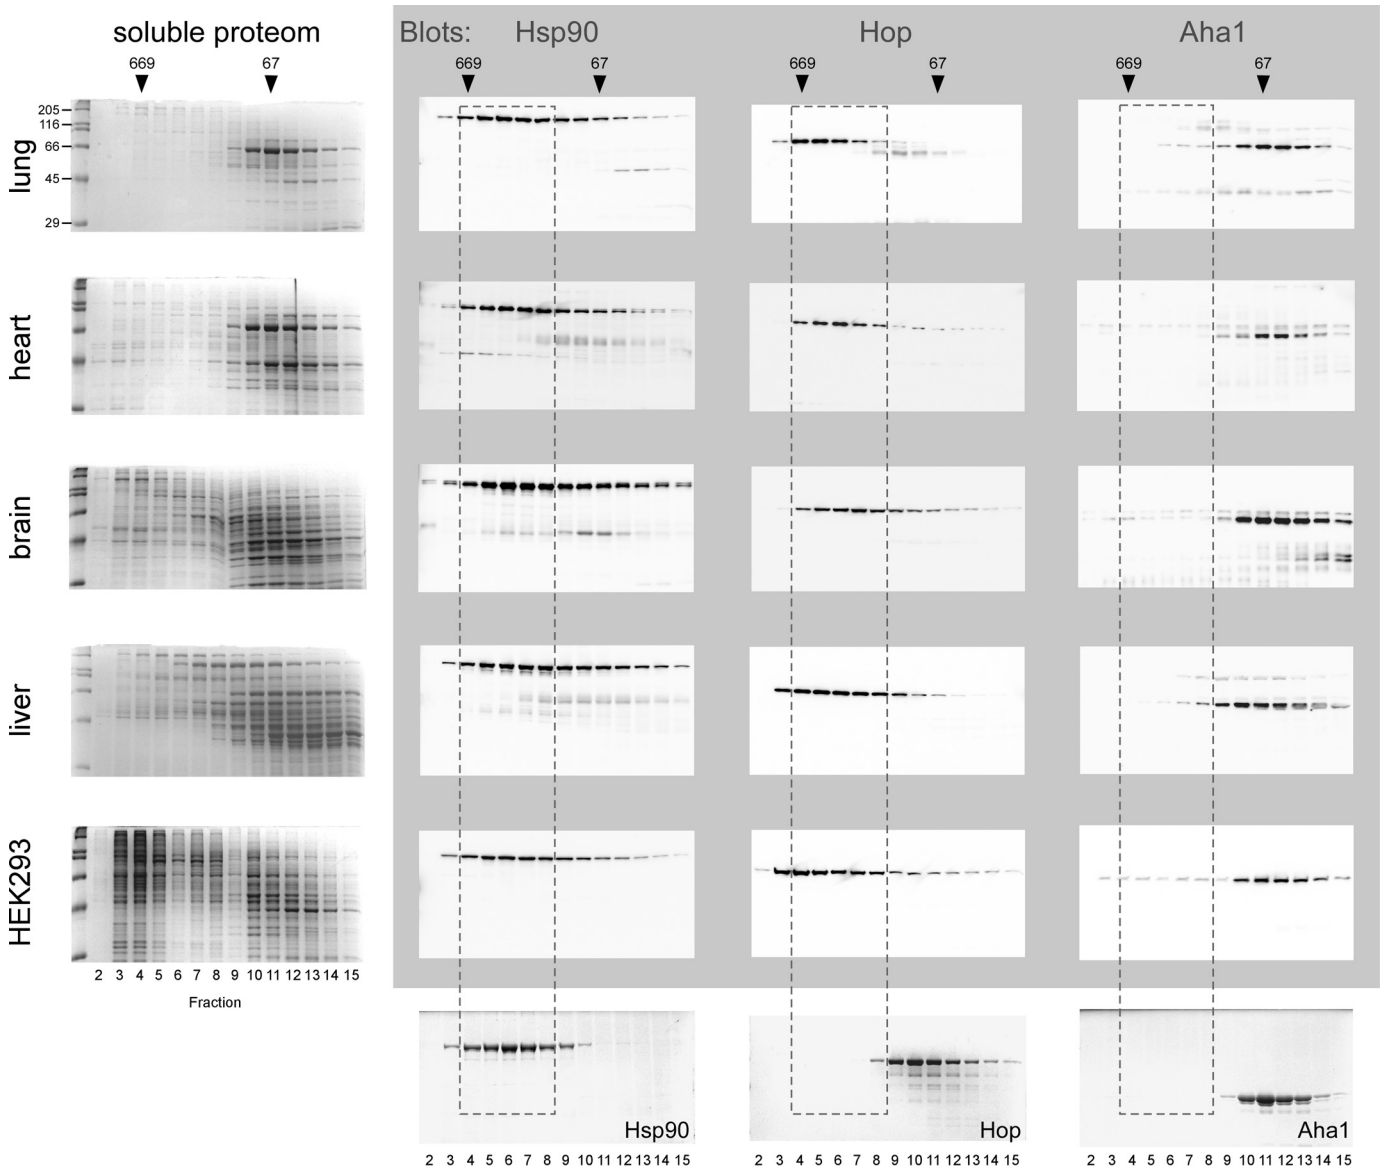 soluble proteom Blots: Hsp90 Hop Aha1
669 67 669 67 669 67 669 67
205
116
66
45
29
lung
heart
brain
liver
HEK293
2 3 4 5 6 7 8 9 10 11 12 13 14 15
Fraction
Hsp90 Hop Aha1
2 3 4 5 6 7 8 9 10 11 12 13 14 15 2 3 4 5 6 7 8 9 10 11 12 13 14 15 2 3 4 5 6 7 8 9 10 11 12 13 14 15